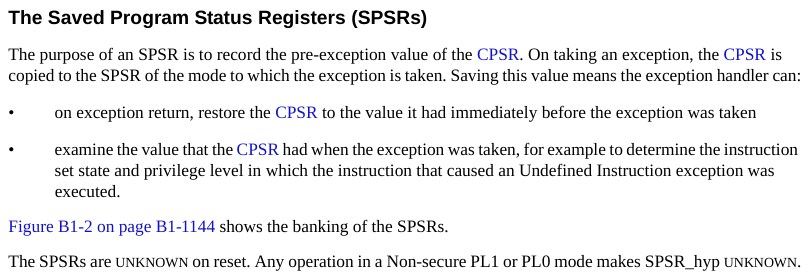 The Saved Program Status Registers (SPSRs)
The purpose of an SPSR is to record the pre-exception value of the CPSR. On taking an exception, the CPSR is
copied to the SPSR of the mode to which the exception is taken. Saving this value means the exception handler can:
• on exception return, restore the CPSR to the value it had immediately before the exception was taken
• examine the value that the CPSR had when the exception was taken, for example to determine the instruction
set state and privilege level in which the instruction that caused an Undefined Instruction exception was
executed.
Figure B1-2 on page B1-1144 shows the banking of the SPSRs.
The SPSRs are UNKNOWN on reset. Any operation in a Non-secure PL1 or PL0 mode makes SPSR_hyp UNKNOWN.